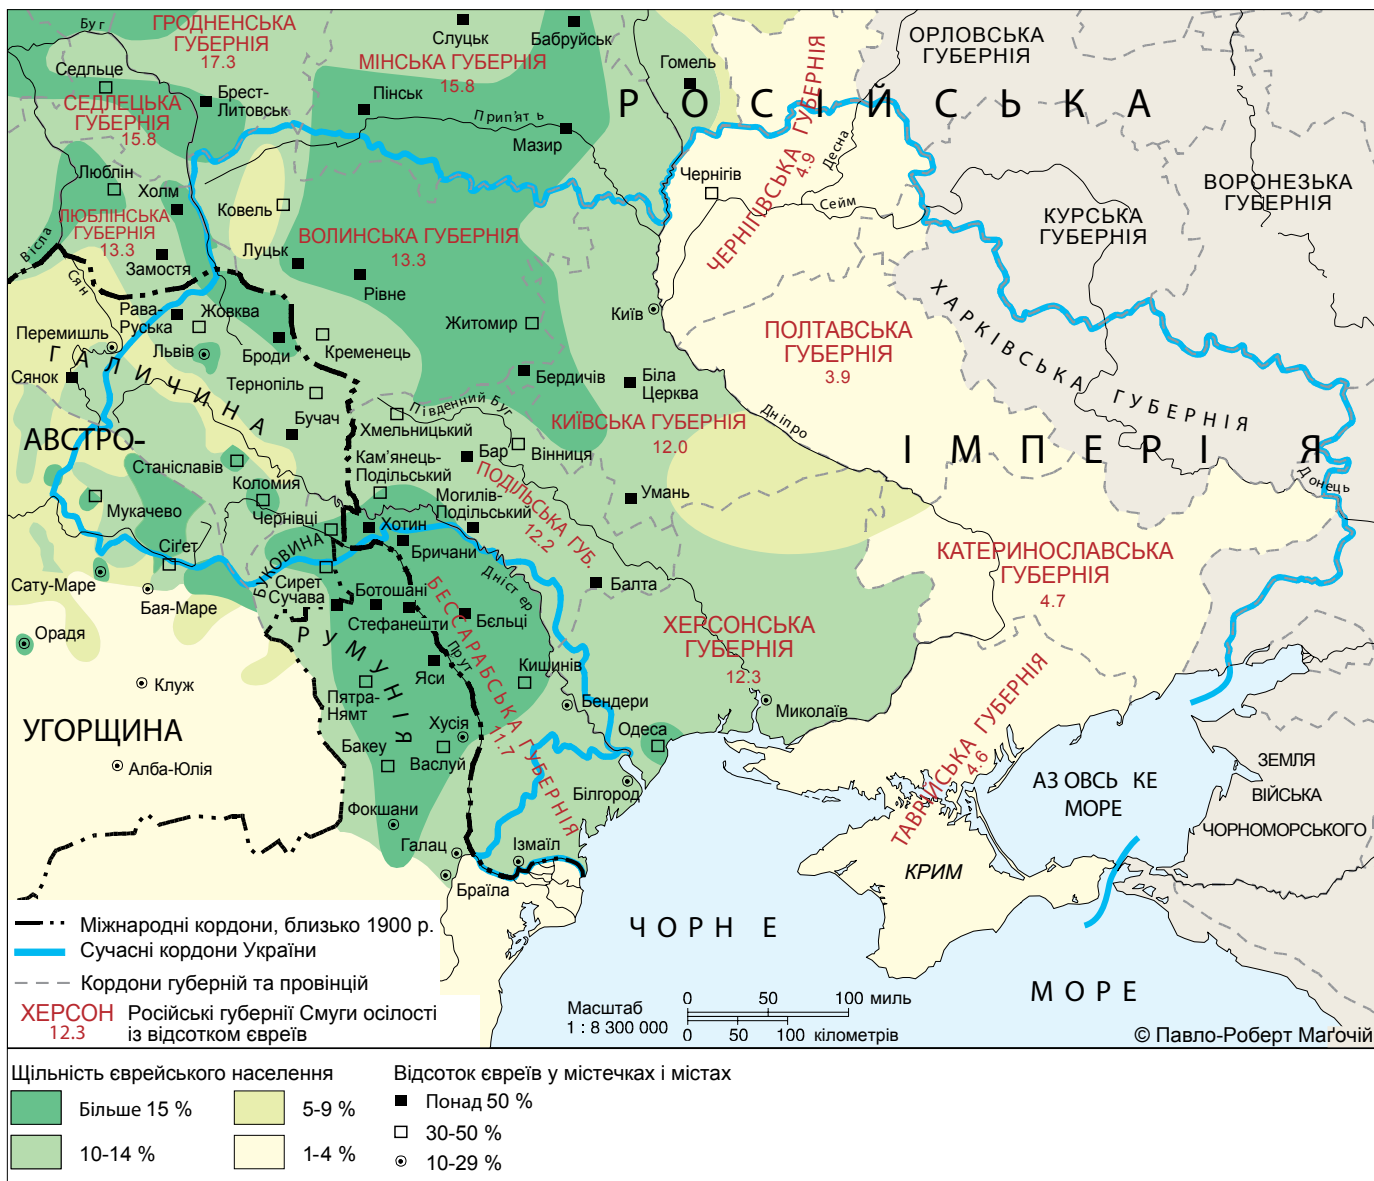 Буг
ГРОДНЕНСЬКА
ГУБЕРНІЯ
17.3
Слуцьк
Бабруйськ
МІНСЬКА ГУБЕРНІЯ
15.8
Гомель
ОРЛОВСЬКА
ГУБЕРНІЯ
Седльце
СЕДЛЕЦЬКА
ГУБЕРНІЯ
15.8
Брест-
Литовськ
Пінськ
Прип'ять
Мазир
РОСІЙСЬКА
ЧЕРНІГІВСЬКА ГУБЕРНІЯ
4.9
Десна
Чернігів
Сейм
ВОРОНЕЗЬКА
ГУБЕРНІЯ
КУРСЬКА
ГУБЕРНІЯ
Люблін
Холм
ЛЮБЛІНСЬКА
ГУБЕРНІЯ
13.3
Вісла
Замостя
Ковель
Луцьк
ВОЛИНСЬКА ГУБЕРНІЯ
13.3
Рівне
Сян
Рава-
Руська
Жовква
Перемишль
Львів
Броди
Кременець
Житомир
Київ
ПОЛТАВСЬКА
ГУБЕРНІЯ
3.9
ХАРКІВСЬКА ГУБЕРНІЯ
ГАЛИЧИНА
Сянок
Тернопіль
Бучач
Бердичів
Біла
Церква
Південний Буг
КИЇВСЬКА ГУБЕРНІЯ
12.0
Дніпро
ІМПЕРІЯ
Донець
АВСТРО-
Хмельницький
Бар
Вінниця
Станіславів
Кам'янець-
Подільський
Коломия
Могилів-
Подільський
ПОДІЛЬСЬКА ГУБ.
12.2
Умань
Мукачево
Чернівці
Хотин
Бричани
Сіґет
БУКОВИНА
Дністер
КАТЕРИНОСЛАВСЬКА
ГУБЕРНІЯ
4.7
Сату-Маре
Бая-Маре
Сирет
Сучава
Ботошані
Стефанешти
БЕССАРАБСЬКА ГУБЕРНІЯ
11.7
Балта
Бєльці
Орадя
РУМУНІЯ
Яси
Прут
Кишинів
ХЕРСОНСЬКА
ГУБЕРНІЯ
12.3
Клуж
Пятра-
Нямт
Бендери
Миколаїв
ТАВРІЙСЬКА ГУБЕРНІЯ
4.6
УГОРЩИНА
Хусія
Бакеу
Васлуй
Одеса
Алба-Юлія
Білгород
АЗОВСЬКЕ
МОРЕ
ЗЕМЛЯ
ВІЙСЬКА
ЧОРНОМОРСЬКОГО
Фокшани
Галац
Ізмаїл
Браїла
КРИМ
ЧОРНЕ
МОРЕ
Міжнародні кордони, близько 1900 р.
Сучасні кордони України
Кордони губерній та провінцій
ХЕРСОН
12.3
Російські губернії Смуги осілості
із відсотком євреїв
Масштаб
1 : 8 300 000
0 50 100 миль
0 50 100 кілометрів
© Павло-Роберт Маґочій
Щільність єврейського населення
Більше 15 %
5-9 %
10-14 %
1-4 %
Відсоток євреїв у містечках і містах
Понад 50 %
30-50 %
10-29 %